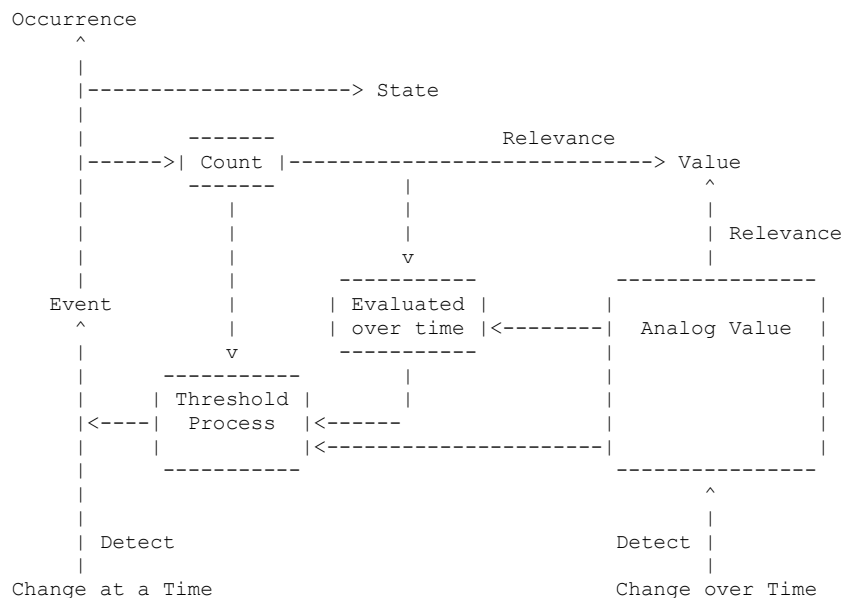 Occurrence
State
Relevance
Count
Value
Relevance
Event
Evaluated
over time
Analog Value
Threshold
Process
Detect
Detect
Change at a Time
Change over Time